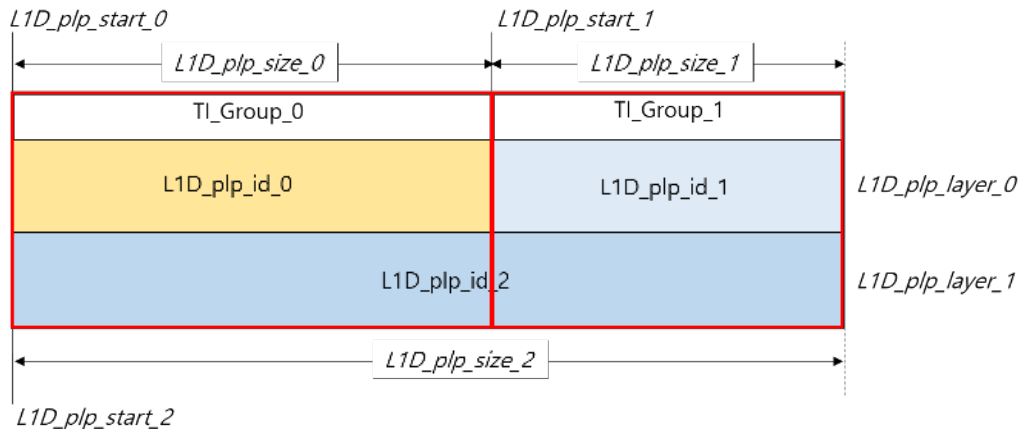 L1D_plp_start_0
L1D_plp_start_1
L1D_plp_size_0
L1D_plp_size_1
TI_Group_0
TI_Group_1
L1D_plp_id_0
L1D_plp_id_1
L1D_plp_layer_0
L1D_plp_id_2
L1D_plp_layer_1
L1D_plp_size_2
L1D_plp_start_2